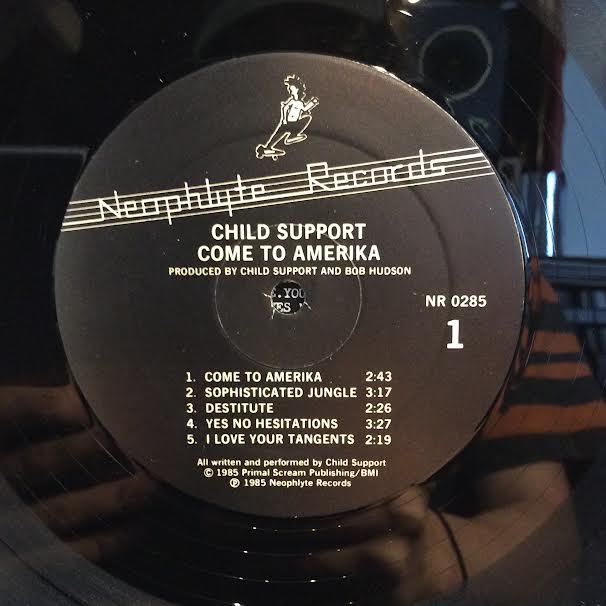 Neophlyte Records
CHILD SUPPORT
COME TO AMERIKA
PRODUCED BY CHILD SUPPORT AND BOB HUDSON
.YOU
ES
NR 0285
1
1. COME TO AMERIKA 2:43
2. SOPHISTICATED JUNGLE 3:17
3. DESTITUTE 2:26
4. YES NO HESITATIONS 3:27
5. I LOVE YOUR TANGENTS 2:19
All written and performed by Child Support
© 1985 Primal Scream Publishing/BMI
℗ 1985 Neophlyte Records